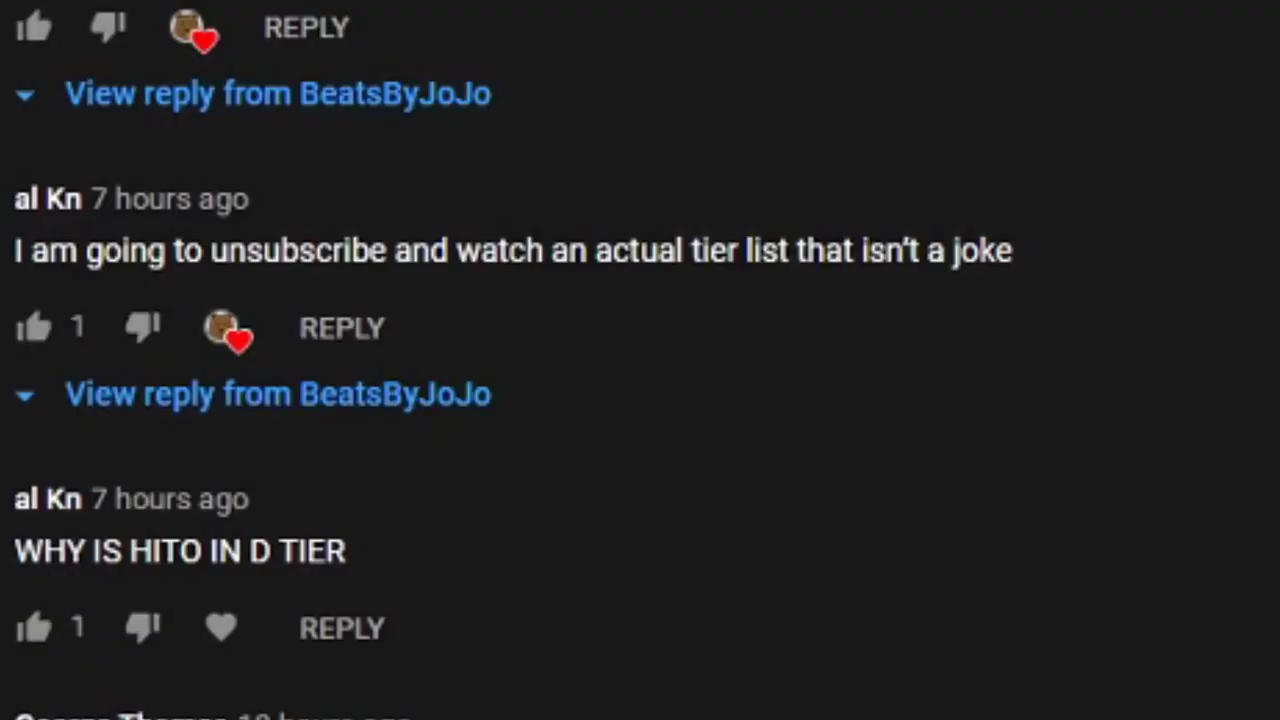 REPLY
View reply from BeatsByJoJo
al Kn 7 hours ago
I am going to unsubscribe and watch an actual tier list that isn't a joke
1 REPLY
View reply from BeatsByJoJo
al Kn 7 hours ago
WHY IS HITO IN D TIER
1 REPLY